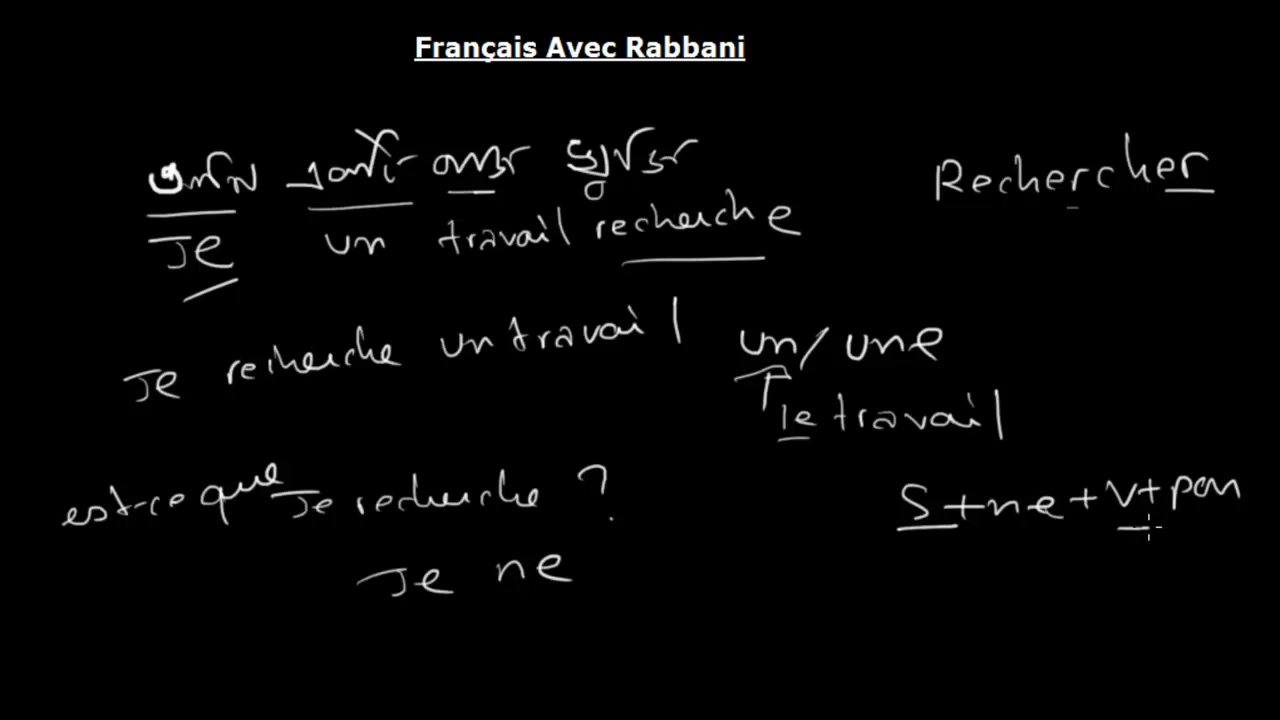 Français Avec Rabbani
Rechercher
Je un travail recherche
Je recherche un travail
un/une
le travail
est-ce que Je recherche ?
S+ne+v+pas
Je ne